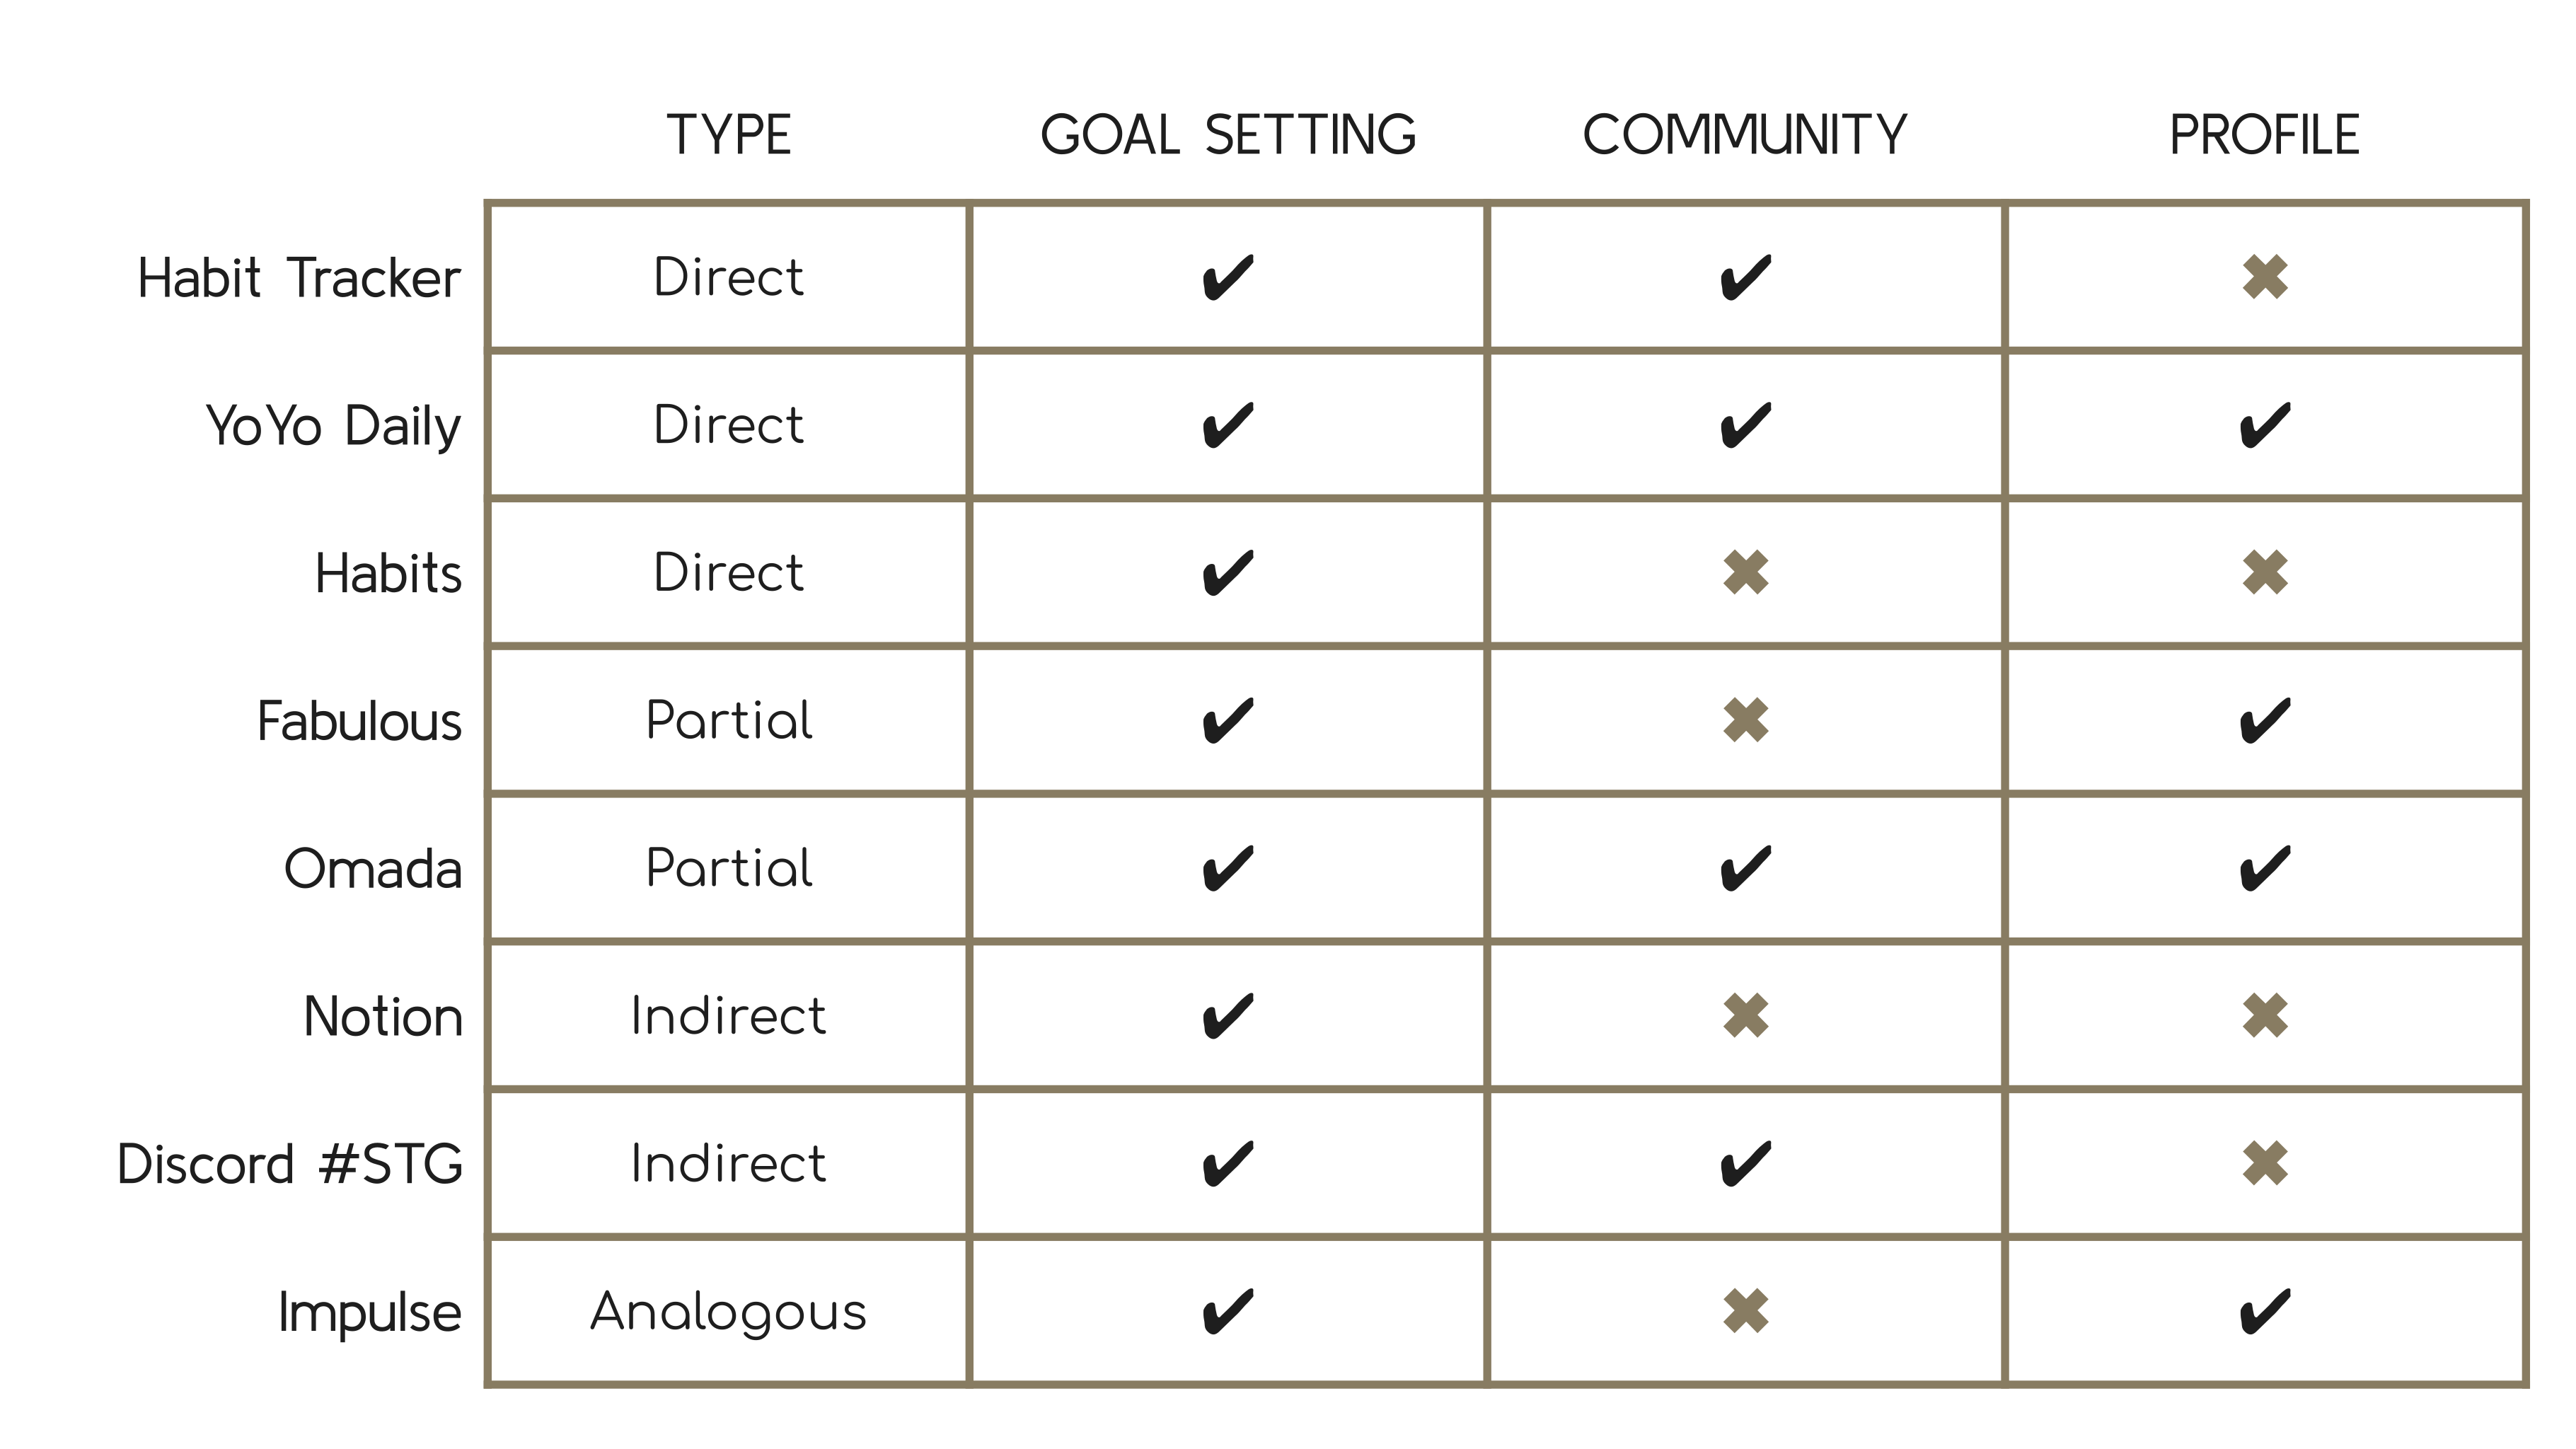 TYPE GOAL SETTING COMMUNITY PROFILE
Habit Tracker Direct ✔ ✔ ✖
YoYo Daily Direct ✔ ✔ ✔
Habits Direct ✔ ✖ ✖
Fabulous Partial ✔ ✖ ✔
Omada Partial ✔ ✔ ✔
Notion Indirect ✔ ✖ ✖
Discord #STG Indirect ✔ ✔ ✖
Impulse Analogous ✔ ✖ ✔